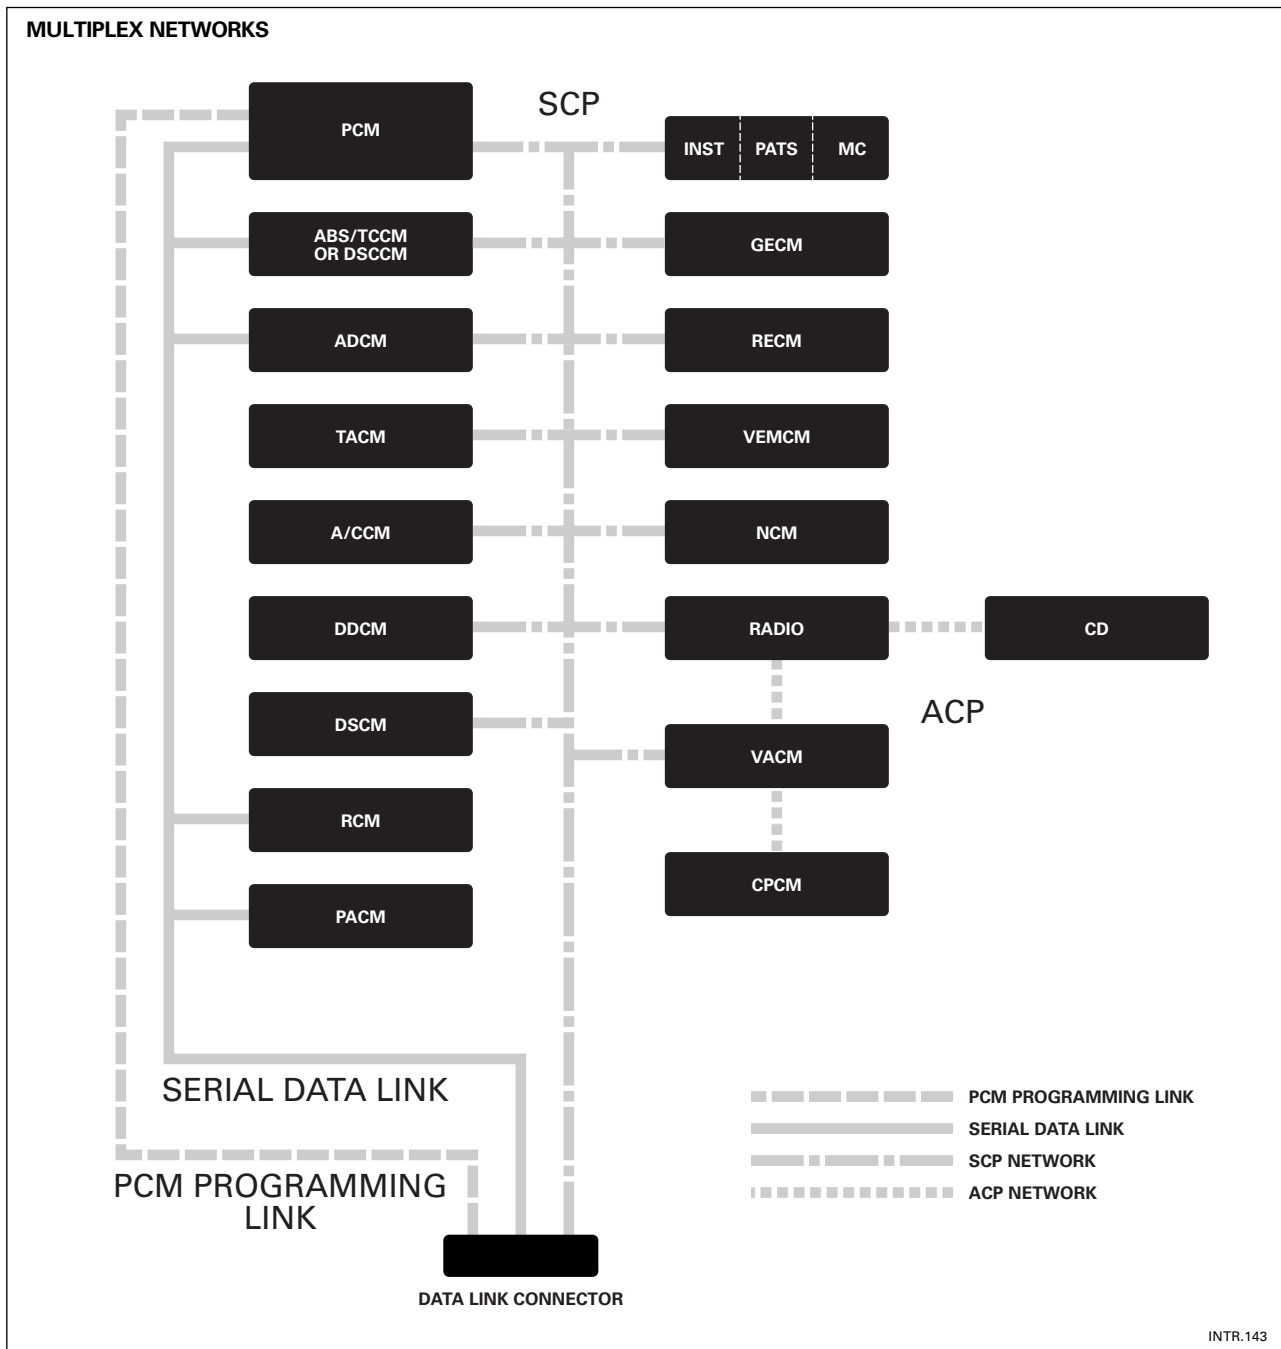 MULTIPLEX NETWORKS
SCP
PCM
INST
PATS
MC
ABS/TCCM
OR DSCCM
GECM
ADCM
RECM
TACM
VEMCM
A/CCM
NCM
DDCM
RADIO
CD
DSCM
ACP
VACM
RCM
CPCM
PACM
SERIAL DATA LINK
PCM PROGRAMMING
LINK
PCM PROGRAMMING LINK
SERIAL DATA LINK
SCP NETWORK
ACP NETWORK
DATA LINK CONNECTOR
INTR.143